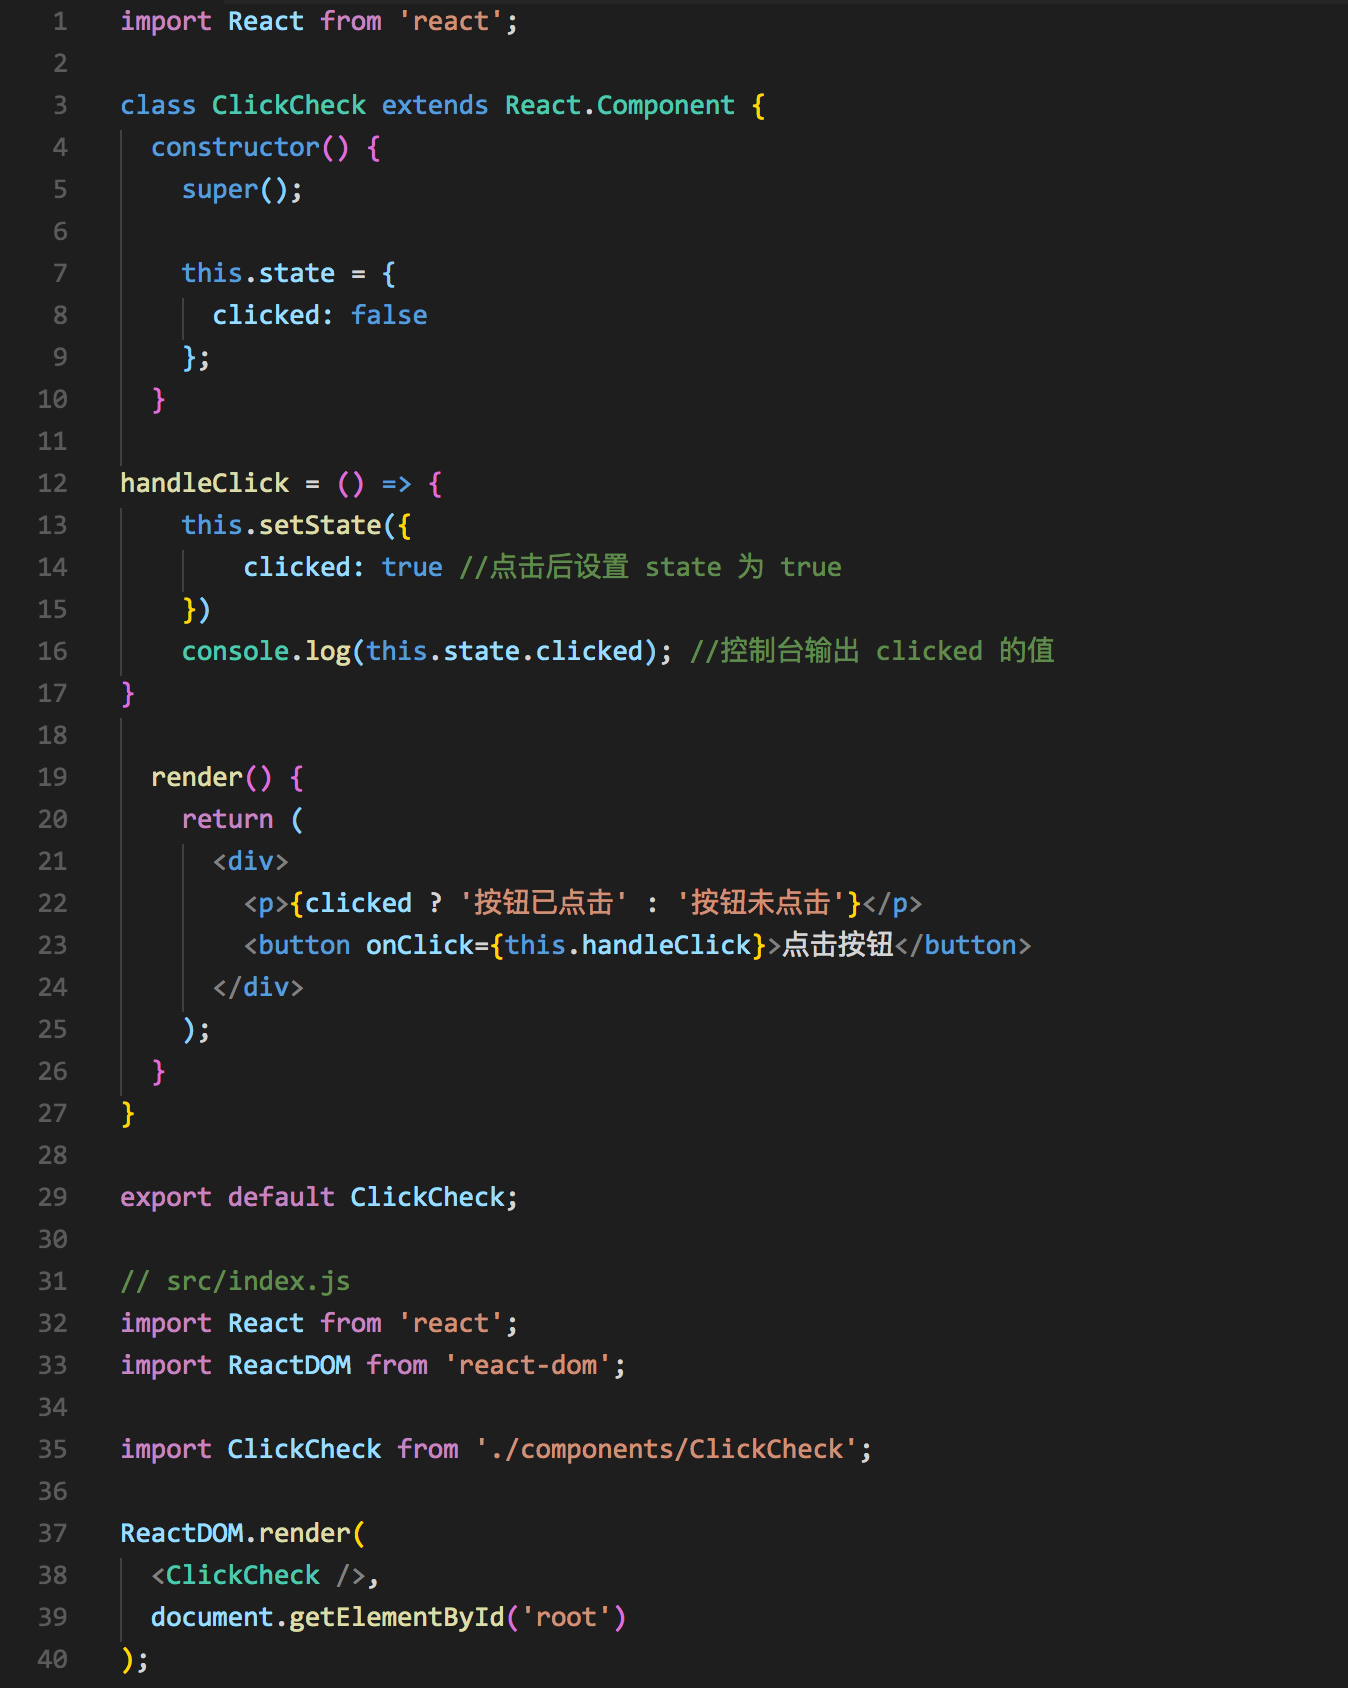 1 import React from 'react';
2
3 class ClickCheck extends React.Component {
4 constructor() {
5 super();
6
7 this.state = {
8 clicked: false
9 };
10 }
11
12 handleClick = () => {
13 this.setState({
14 clicked: true //点击后设置 state 为 true
15 })
16 console.log(this.state.clicked); //控制台输出 clicked 的值
17 }
18
19 render() {
20 return (
21 <div>
22 <p>{clicked ? '按钮已点击' : '按钮未点击'}</p>
23 <button onClick={this.handleClick}>点击按钮</button>
24 </div>
25 );
26 }
27 }
28
29 export default ClickCheck;
30
31 // src/index.js
32 import React from 'react';
33 import ReactDOM from 'react-dom';
34
35 import ClickCheck from './components/ClickCheck';
36
37 ReactDOM.render(
38 <ClickCheck />,
39 document.getElementById('root')
40 );